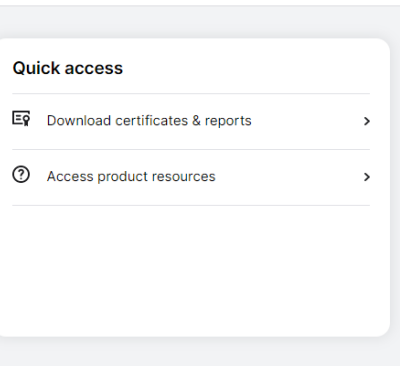 Quick access
Download certificates & reports
Access product resources